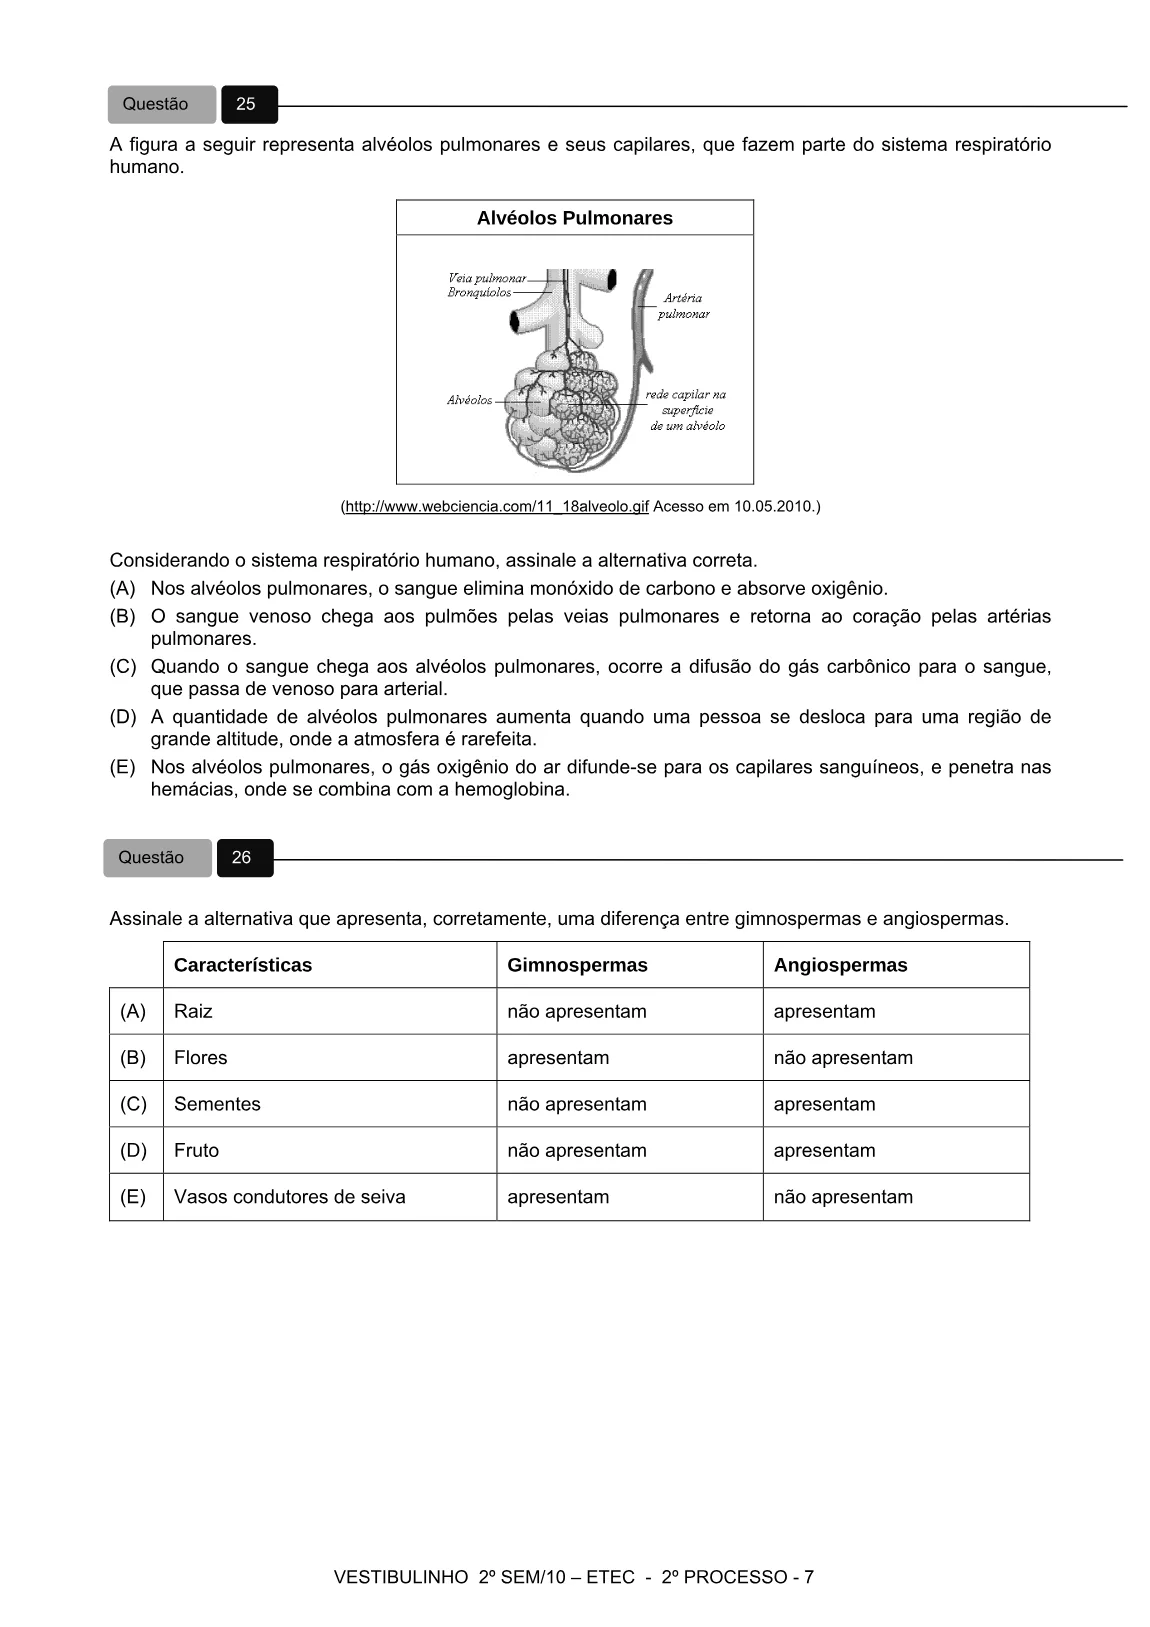 Questão 25
A figura a seguir representa alvéolos pulmonares e seus capilares, que fazem parte do sistema respiratório
humano.
Alvéolos Pulmonares
Veia pulmonar
Bronquíolos
Artéria
pulmonar
Alvéolos
rede capilar na
superfície
de um alvéolo
(http://www.webciencia.com/11_18alveolo.gif Acesso em 10.05.2010.)
Considerando o sistema respiratório humano, assinale a alternativa correta.
(A) Nos alvéolos pulmonares, o sangue elimina monóxido de carbono e absorve oxigênio.
(B) O sangue venoso chega aos pulmões pelas veias pulmonares e retorna ao coração pelas artérias
pulmonares.
(C) Quando o sangue chega aos alvéolos pulmonares, ocorre a difusão do gás carbônico para o sangue,
que passa de venoso para arterial.
(D) A quantidade de alvéolos pulmonares aumenta quando uma pessoa se desloca para uma região de
grande altitude, onde a atmosfera é rarefeita.
(E) Nos alvéolos pulmonares, o gás oxigênio do ar difunde-se para os capilares sanguíneos, e penetra nas
hemácias, onde se combina com a hemoglobina.
Questão 26
Assinale a alternativa que apresenta, corretamente, uma diferença entre gimnospermas e angiospermas.
Características Gimnospermas Angiospermas
(A) Raiz não apresentam apresentam
(B) Flores apresentam não apresentam
(C) Sementes não apresentam apresentam
(D) Fruto não apresentam apresentam
(E) Vasos condutores de seiva apresentam não apresentam
VESTIBULINHO 2º SEM/10 – ETEC - 2º PROCESSO - 7